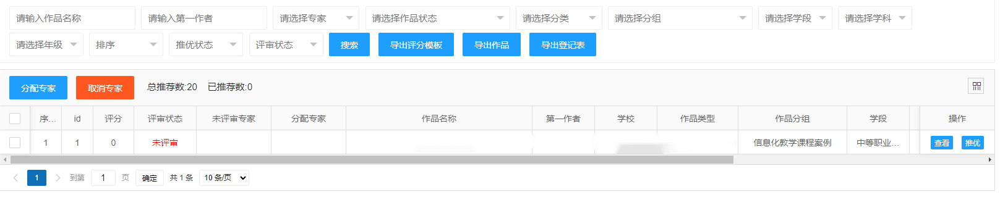 请输入作品名称 请输入第一作者 请选择专家 请选择作品状态 请选择分类 请选择分组 请选择学段 请选择学科
请选择年级 排序 推优状态 评审状态 搜索 导出评分模板 导出作品 导出登记表
分配专家 取消专家 总推荐数:20 已推荐数:0
序... id 评分 评审状态 未评审专家 分配专家 作品名称 第一作者 学校 作品类型 作品分组 学段 操作
1 1 0 未评审 信息化教学课程案例 中等职业... 查看 推优
1 到第 1 页 确定 共 1 条 10 条/页